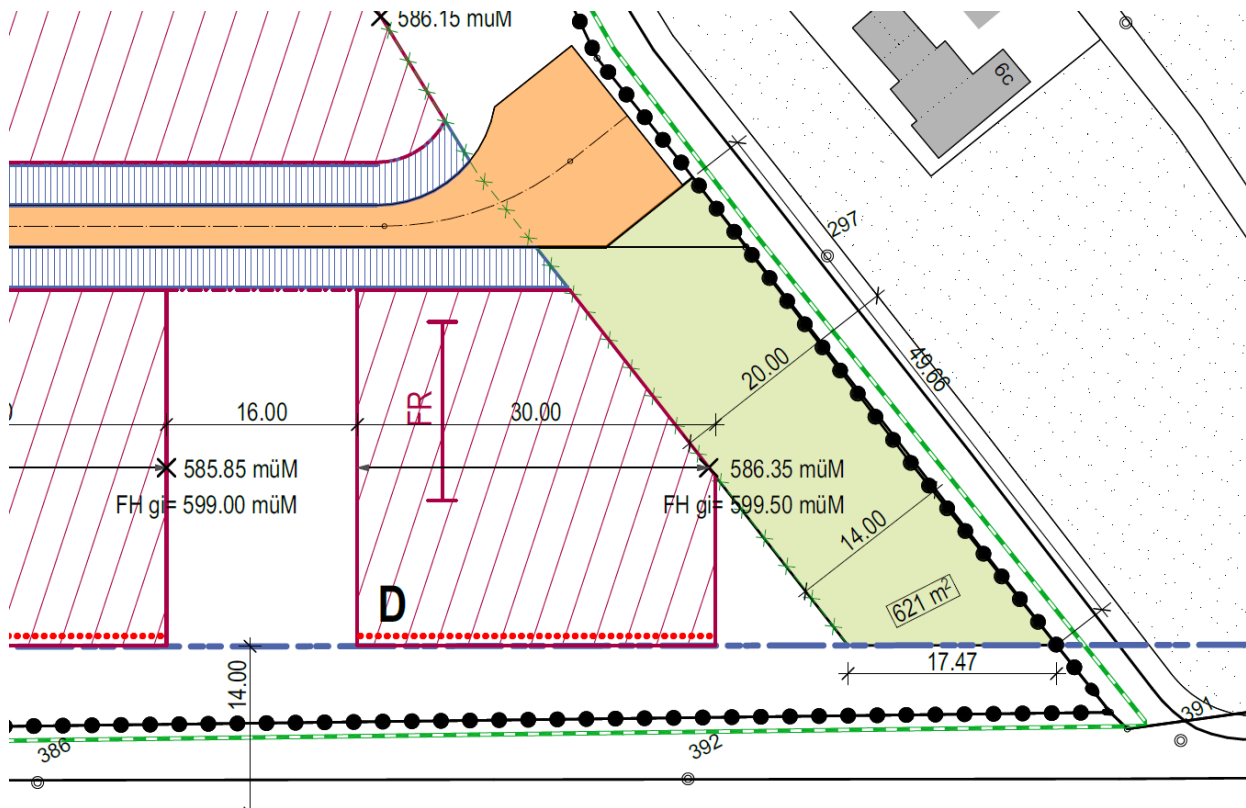 586.15 müM
6c
297
49.66
20.00
16.00
FR
30.00
585.85 müM
586.35 müM
FH gi= 599.00 müM
FH gi= 599.50 müM
14.00
D
621 m²
17.47
14.00
386
392
391